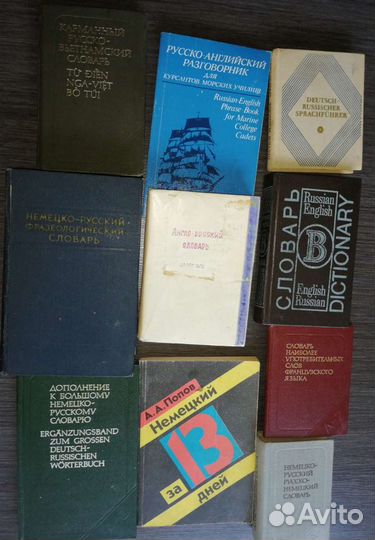 КАРМАННЫЙ
РУССКО-
ВЬЕТНАМСКИЙ
СЛОВАРЬ
TỪ ĐIỂN
NGA-VIỆT
BỎ TÚI
РУССКО-АНГЛИЙСКИЙ
РАЗГОВОРНИК
для
КУРСАНТОВ МОРСКИХ УЧИЛИЩ
Russian-English
Phrase-Book
for Marine
College
Cadets
DEUTSCH-
RUSSISCHER
SPRACHFÜHRER
НЕМЕЦКО-РУССКИЙ
ФРАЗЕОЛОГИЧЕСКИЙ
СЛОВАРЬ
Англо-русский
словарь
СЛОВАРЬ
Russian
English
B
English
Russian
DICTIONARY
СЛОВАРЬ
НАИБОЛЕЕ
УПОТРЕБИТЕЛЬНЫХ
СЛОВ
ФРАНЦУЗСКОГО
ЯЗЫКА
ДОПОЛНЕНИЕ
К БОЛЬШОМУ
НЕМЕЦКО-
РУССКОМУ
СЛОВАРЮ
ERGÄNZUNGSBAND
ZUM GROSSEN
DEUTSCH-
RUSSISCHEN
WÖRTERBUCH
А. А. Попов
Немецкий
за
13
дней
НЕМЕЦКО-
РУССКИЙ
РУССКО-
НЕМЕЦКИЙ
СЛОВАРЬ
Avito